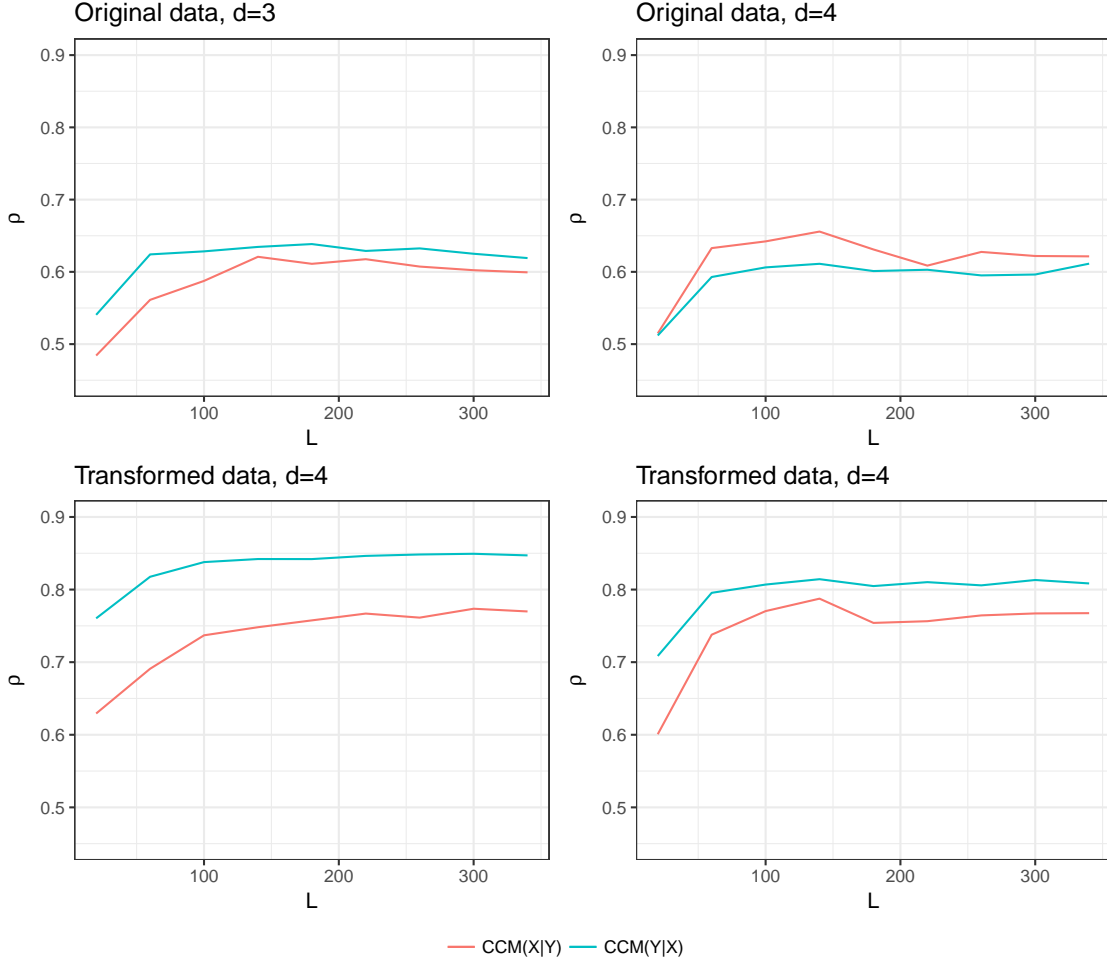 Original data, d=3
0.9
0.8
0.7
0.6
0.5
ρ
100 200 300
L
Original data, d=4
0.9
0.8
0.7
0.6
0.5
ρ
100 200 300
L
Transformed data, d=4
0.9
0.8
0.7
0.6
0.5
ρ
100 200 300
L
Transformed data, d=4
0.9
0.8
0.7
0.6
0.5
ρ
100 200 300
L
CCM(X|Y) CCM(Y|X)